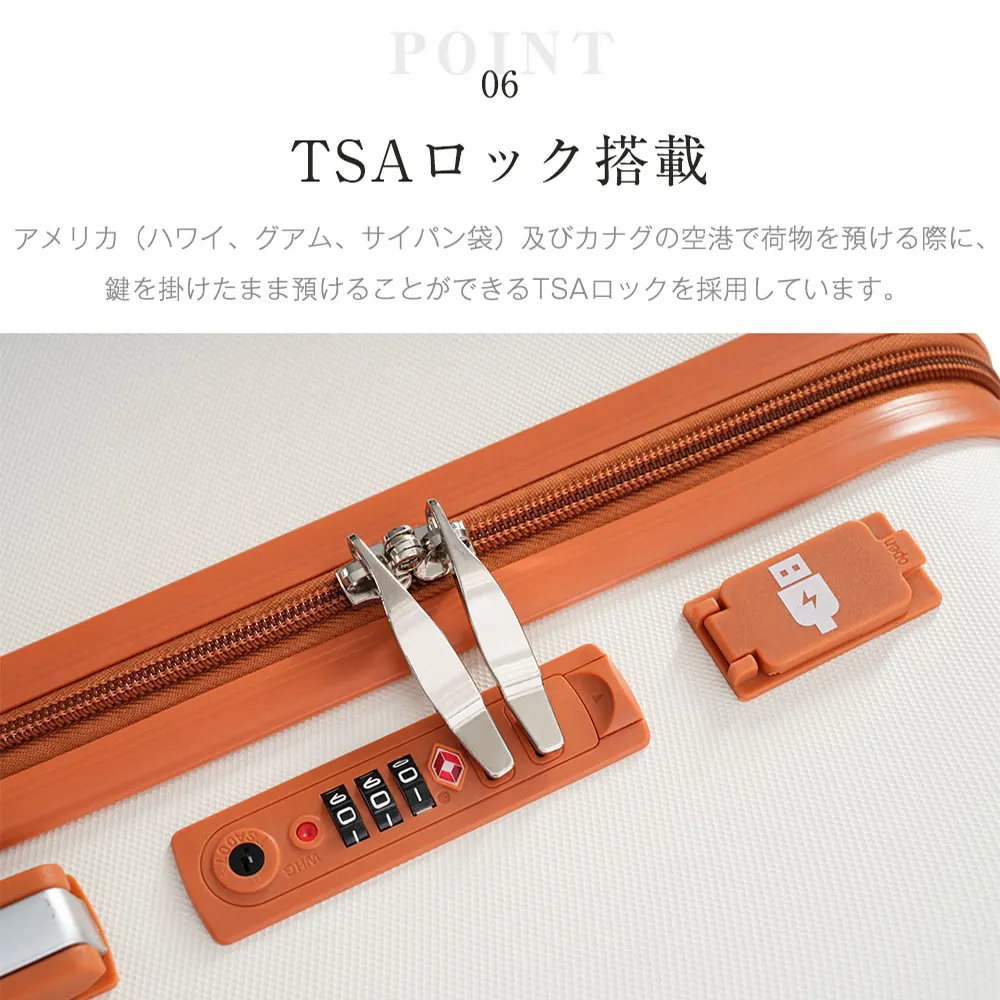 POINT
06
TSAロック搭載
アメリカ（ハワイ、グアム、サイパン袋）及びカナグの空港で荷物を預ける際に、
鍵を掛けたまま預けることができるTSAロックを採用しています。
open
TSA007